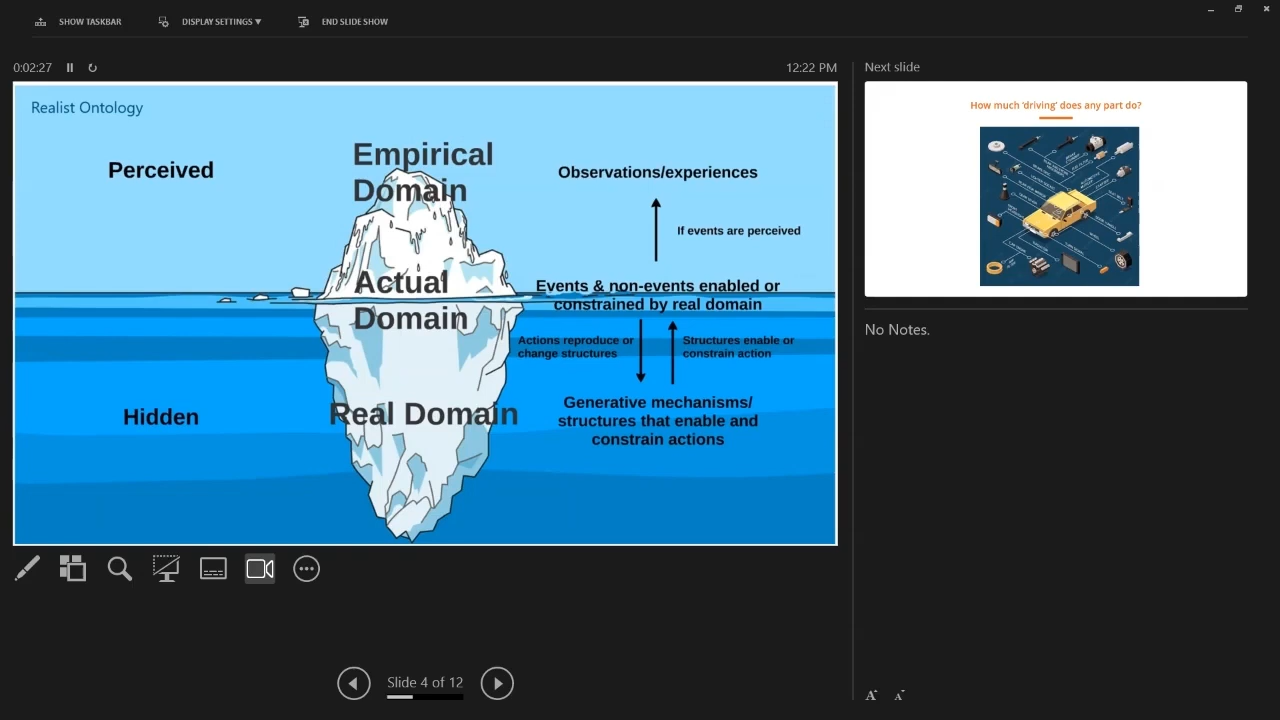 SHOW TASKBAR
DISPLAY SETTINGS ▼
END SLIDE SHOW
0:02:27
12:22 PM
Realist Ontology
Perceived
Empirical
Domain
Observations/experiences
If events are perceived
Actual
Domain
Events & non-events enabled or
constrained by real domain
Actions reproduce or
change structures
Structures enable or
constrain action
Hidden
Real Domain
Generative mechanisms/
structures that enable and
constrain actions
Slide 4 of 12
Next slide
How much 'driving' does any part do?
No Notes.
A
A